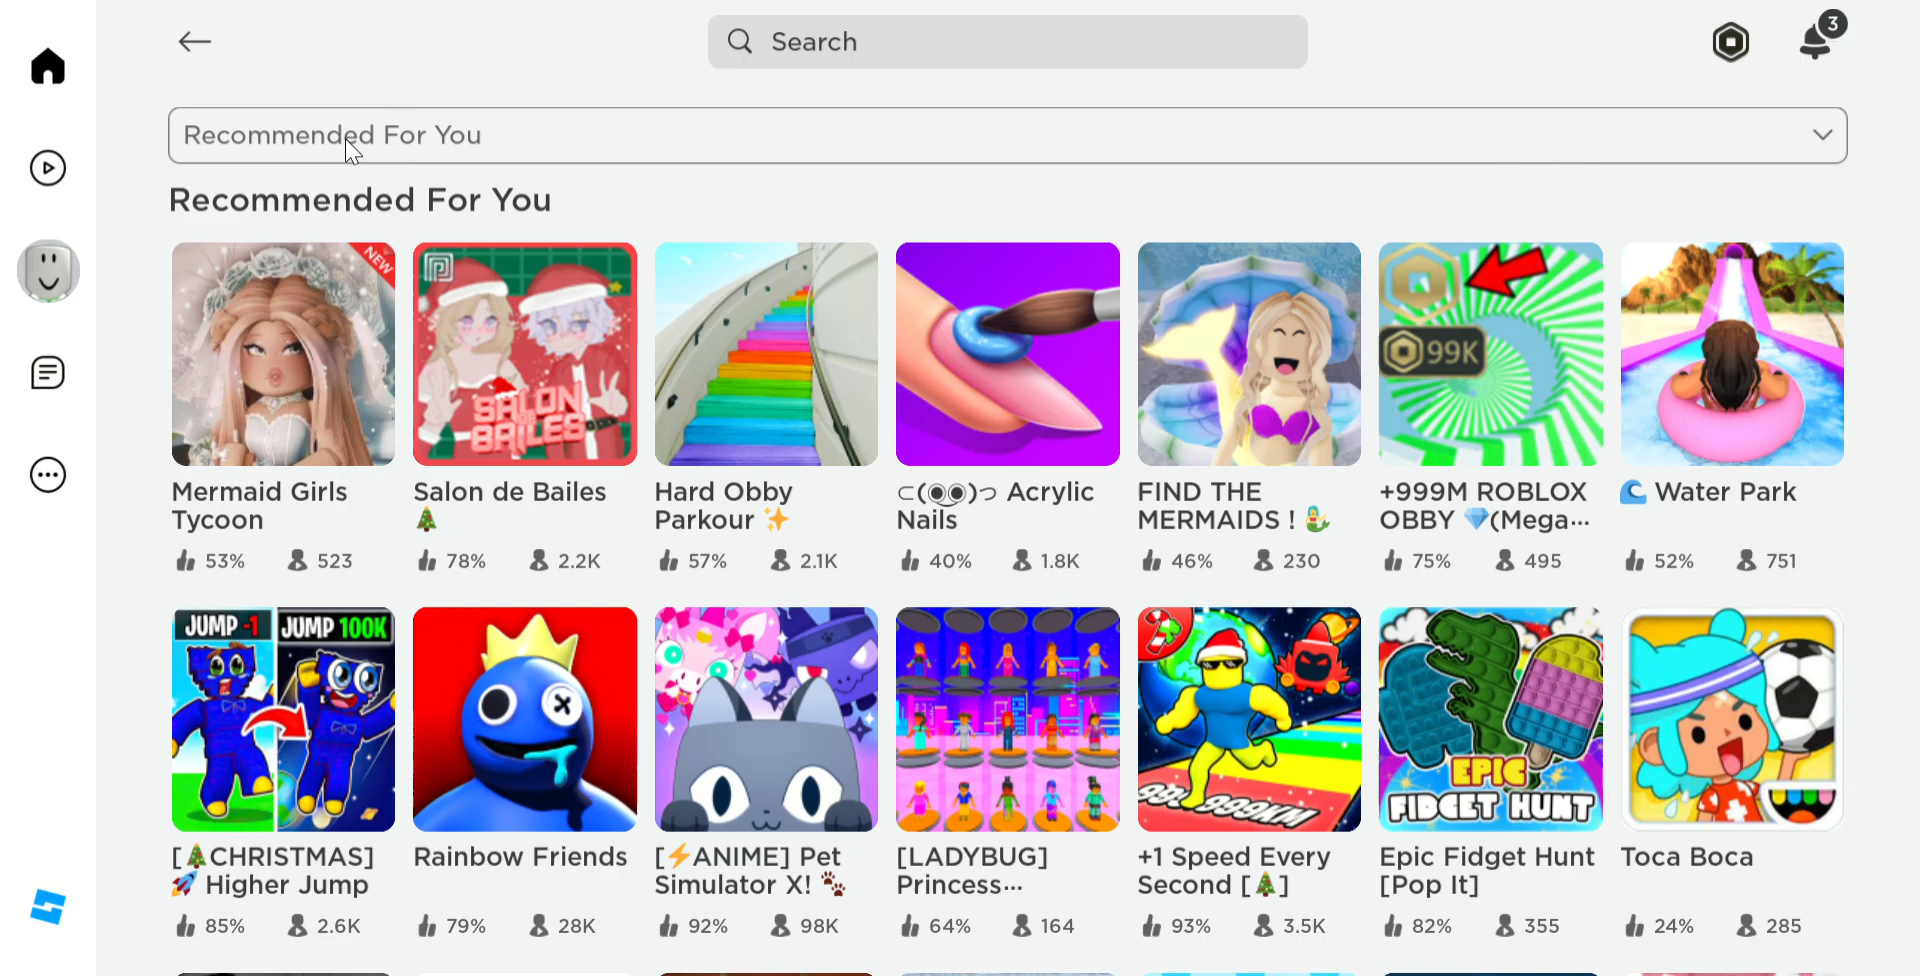 Search
3
Recommended For You
Recommended For You
NEW
SALON
DE
BAILES
99K
Mermaid Girls
Tycoon
Salon de Bailes
🎄
Hard Obby
Parkour ✨
⊂(◉◉)つ Acrylic
Nails
FIND THE
MERMAIDS ! 🧜‍♀️
+999M ROBLOX
OBBY 💎(Mega...
🌊 Water Park
53% 523
78% 2.2K
57% 2.1K
40% 1.8K
46% 230
75% 495
52% 751
JUMP -1
JUMP 100K
EPIC
FIDGET HUNT
[🎄CHRISTMAS]
🚀 Higher Jump
Rainbow Friends
[⚡ANIME] Pet
Simulator X! 🐾
[LADYBUG]
Princess...
+1 Speed Every
Second [🎄]
Epic Fidget Hunt
[Pop It]
Toca Boca
85% 2.6K
79% 28K
92% 98K
64% 164
93% 3.5K
82% 355
24% 285